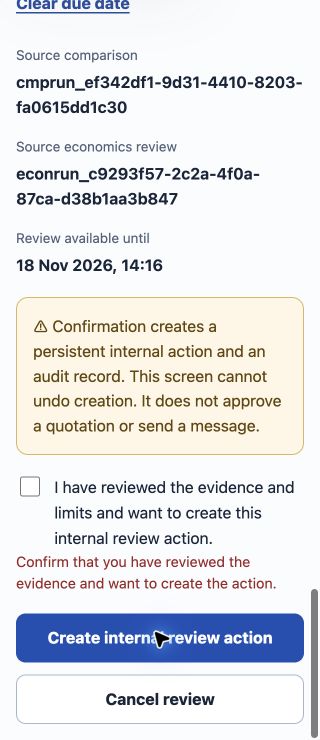 Clear due date
Source comparison
cmprun_ef342df1-9d31-4410-8203-
fa0615dd1c30
Source economics review
econrun_c9293f57-2c2a-4f0a-
87ca-d38b1aa3b847
Review available until
18 Nov 2026, 14:16
⚠ Confirmation creates a
persistent internal action and an
audit record. This screen cannot
undo creation. It does not approve
a quotation or send a message.
I have reviewed the evidence and
limits and want to create this
internal review action.
Confirm that you have reviewed the
evidence and want to create the action.
Create internal review action
Cancel review